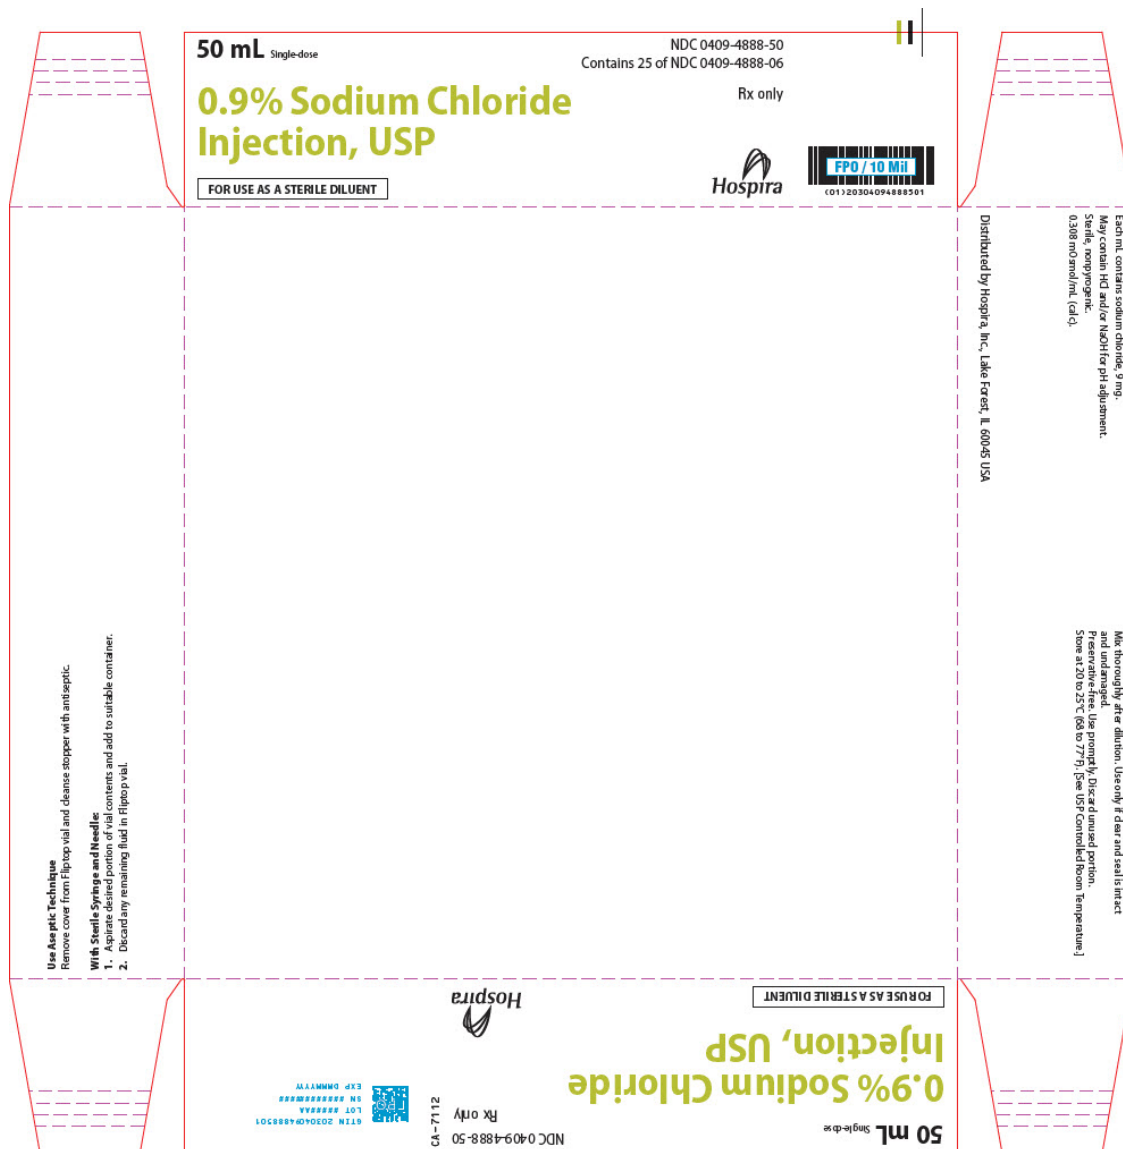 50 mL Single-dose
NDC 0409-4888-50
Contains 25 of NDC 0409-4888-06
Rx only
0.9% Sodium Chloride
Injection, USP
FOR USE AS A STERILE DILUENT
Hospira
FPO / 10 Mil
(01)20304094888501
Each mL contains sodium chloride, 9 mg.
May contain HCl and/or NaOH for pH adjustment.
Sterile, nonpyrogenic.
0.308 mOsmol/mL (calc).
Distributed by Hospira, Inc., Lake Forest, IL 60045 USA
Mix thoroughly after dilution. Use only if clear and seal is intact
and undamaged.
Preservative-free. Use promptly. Discard unused portion.
Store at 20 to 25°C (68 to 77°F). [See USP Controlled Room Temperature.]
Use Aseptic Technique
Remove cover from Fliptop vial and cleanse stopper with antiseptic.
With Sterile Syringe and Needle:
1. Aspirate desired portion of vial contents and add to suitable container.
2. Discard any remaining fluid in Fliptop vial.
50 mL Single-dose
0.9% Sodium Chloride
Injection, USP
FOR USE AS A STERILE DILUENT
NDC 0409-4888-50
Rx only
CA-7112
Hospira
GTIN 20304094888501
LOT #######AA
SN ############
EXP DMMMYYYY